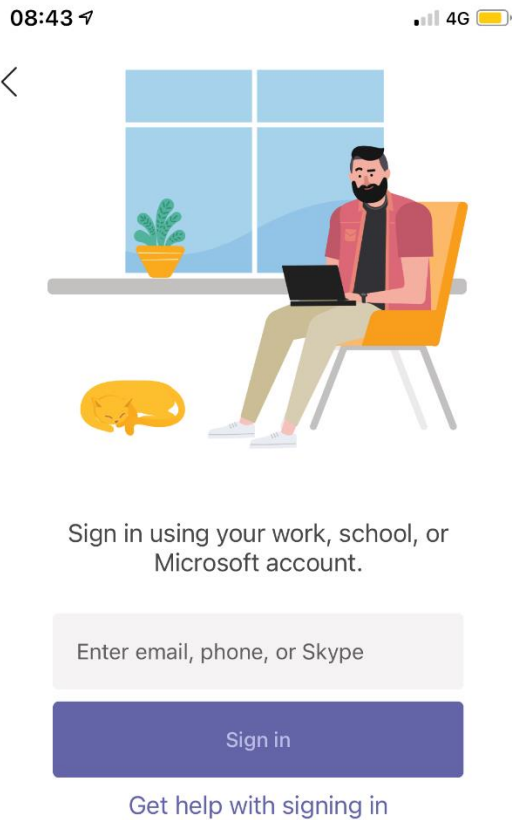 08:43
4G
Sign in using your work, school, or
Microsoft account.
Enter email, phone, or Skype
Sign in
Get help with signing in